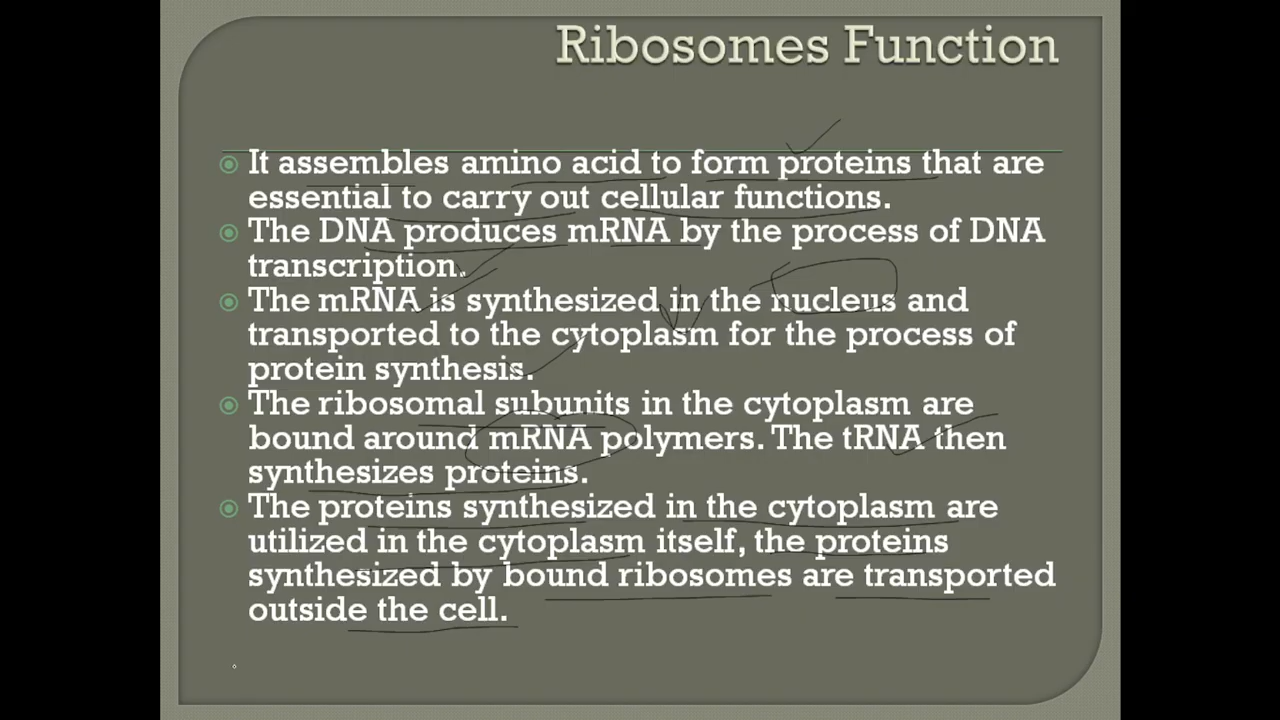 Ribosomes Function
It assembles amino acid to form proteins that are
essential to carry out cellular functions.
The DNA produces mRNA by the process of DNA
transcription.
The mRNA is synthesized in the nucleus and
transported to the cytoplasm for the process of
protein synthesis.
The ribosomal subunits in the cytoplasm are
bound around mRNA polymers. The tRNA then
synthesizes proteins.
The proteins synthesized in the cytoplasm are
utilized in the cytoplasm itself, the proteins
synthesized by bound ribosomes are transported
outside the cell.